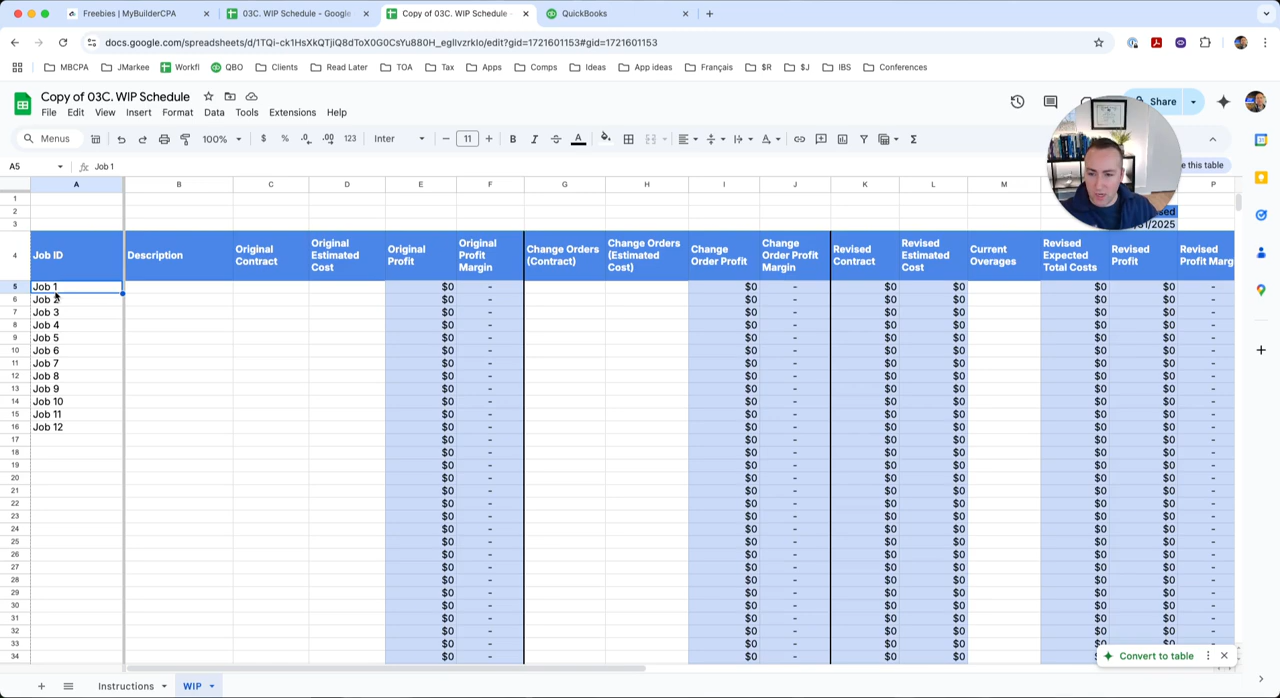 Freebies | MyBuilderCPA
03C. WIP Schedule - Google
Copy of 03C. WIP Schedule
QuickBooks
docs.google.com/spreadsheets/d/1TQi-ck1HsXkQTjiQ8dToX0G0CsYu880H_egIlvzrkIo/edit?gid=1721601153#gid=1721601153
MBCPA JMarkee Workfl QBO Clients Read Later TOA Tax Apps Comps Ideas App ideas Français $R $J IBS Conferences
Copy of 03C. WIP Schedule
File Edit View Insert Format Data Tools Extensions Help
Share
Menus 100% $ % .0 .00 123 Inter 11 B I A Σ
A5 fx Job 1
this table
A B C D E F G H I J K L M P
1
2
3 /2025
4 Job ID Description Original Contract Original Estimated Cost Original Profit Original Profit Margin Change Orders (Contract) Change Orders (Estimated Cost) Change Order Profit Change Order Profit Margin Revised Contract Revised Estimated Cost Current Overages Revised Expected Total Costs Revised Profit Revised Profit Marg
5 Job 1 $0 - $0 - $0 $0 $0 $0 -
6 Job 2 $0 - $0 - $0 $0 $0 $0 -
7 Job 3 $0 - $0 - $0 $0 $0 $0 -
8 Job 4 $0 - $0 - $0 $0 $0 $0 -
9 Job 5 $0 - $0 - $0 $0 $0 $0 -
10 Job 6 $0 - $0 - $0 $0 $0 $0 -
11 Job 7 $0 - $0 - $0 $0 $0 $0 -
12 Job 8 $0 - $0 - $0 $0 $0 $0 -
13 Job 9 $0 - $0 - $0 $0 $0 $0 -
14 Job 10 $0 - $0 - $0 $0 $0 $0 -
15 Job 11 $0 - $0 - $0 $0 $0 $0 -
16 Job 12 $0 - $0 - $0 $0 $0 $0 -
17 $0 - $0 - $0 $0 $0 $0 -
18 $0 - $0 - $0 $0 $0 $0 -
19 $0 - $0 - $0 $0 $0 $0 -
20 $0 - $0 - $0 $0 $0 $0 -
21 $0 - $0 - $0 $0 $0 $0 -
22 $0 - $0 - $0 $0 $0 $0 -
23 $0 - $0 - $0 $0 $0 $0 -
24 $0 - $0 - $0 $0 $0 $0 -
25 $0 - $0 - $0 $0 $0 $0 -
26 $0 - $0 - $0 $0 $0 $0 -
27 $0 - $0 - $0 $0 $0 $0 -
28 $0 - $0 - $0 $0 $0 $0 -
29 $0 - $0 - $0 $0 $0 $0 -
30 $0 - $0 - $0 $0 $0 $0 -
31 $0 - $0 - $0 $0 $0 $0 -
32 $0 - $0 - $0 $0 $0 $0 -
33 $0 - $0 - $0 $0 $0 $0 -
34 $0 - $0 - $0 $0
Convert to table
Instructions WIP